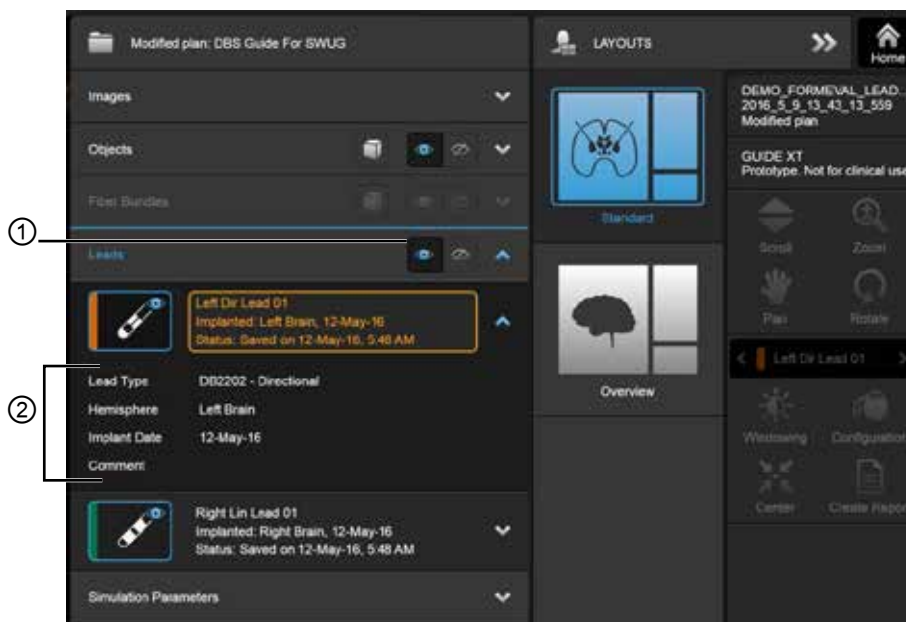 Modified plan: DBS Guide For SWUG
Images
Objects
Fiber Bundles
①
Leads
Left Dir Lead 01
Implanted: Left Brain, 12-May-16
Status: Saved on 12-May-16, 5:48 AM
②
Lead Type DB2202 - Directional
Hemisphere Left Brain
Implant Date 12-May-16
Comment
Right Lin Lead 01
Implanted: Right Brain, 12-May-16
Status: Saved on 12-May-16, 5:48 AM
Simulation Parameters
LAYOUTS
Standard
Overview
Home
DEMO_FORMEVAL_LEAD...
2016_5_9_13_43_13_559
Modified plan
GUIDE XT
Prototype. Not for clinical use
Scroll Zoom
Pan Rotate
Left Dir Lead 01
Windowing Configuration
Center Create Repor